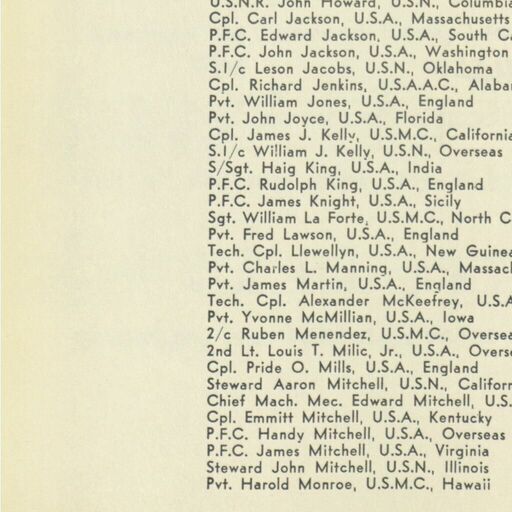 U.S.N.R. John Howard, U.S.N., Columbia
Cpl. Carl Jackson, U.S.A., Massachusetts
P.F.C. Edward Jackson, U.S.A., South
P.F.C. John Jackson, U.S.A., Washington
S.1/c Leson Jacobs, U.S.N., Oklahoma
Cpl. Richard Jenkins, U.S.A.A.C., Alaba
Pvt. William Jones, U.S.A., England
Pvt. John Joyce, U.S.A., Florida
Cpl. James J. Kelly, U.S.M.C., California
S.1/c William J. Kelly, U.S.N., Overseas
S/Sgt. Haig King, U.S.A., India
P.F.C. Rudolph King, U.S.A., England
P.F.C. James Knight, U.S.A., Sicily
Sgt. William La Forte, U.S.M.C., North C
Pvt. Fred Lawson, U.S.A., England
Tech. Cpl. Llewellyn, U.S.A., New Guinea
Pvt. Charles L. Manning, U.S.A., Massach
Pvt. James Martin, U.S.A., England
Tech. Cpl. Alexander McKeefrey, U.S.A
Pvt. Yvonne McMillian, U.S.A., Iowa
2/c Ruben Menendez, U.S.M.C., Oversea
2nd Lt. Louis T. Milic, Jr., U.S.A., Overse
Cpl. Pride O. Mills, U.S.A., England
Steward Aaron Mitchell, U.S.N., Californ
Chief Mach. Mec. Edward Mitchell, U.S.
Cpl. Emmitt Mitchell, U.S.A., Kentucky
P.F.C. Handy Mitchell, U.S.A., Overseas
P.F.C. James Mitchell, U.S.A., Virginia
Steward John Mitchell, U.S.N., Illinois
Pvt. Harold Monroe, U.S.M.C., Hawaii